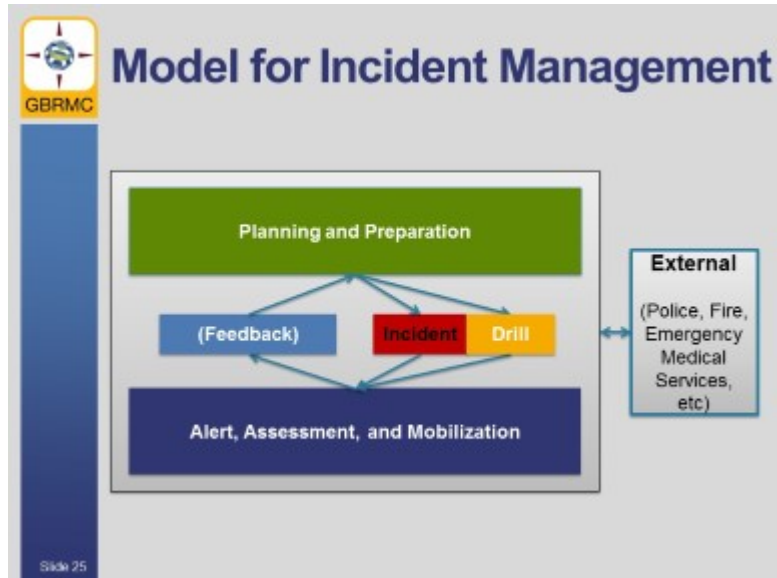 GBRMC
Model for Incident Management
Planning and Preparation
(Feedback)
Incident
Drill
Alert, Assessment, and Mobilization
External
(Police, Fire,
Emergency
Medical
Services,
etc)
Slide 25